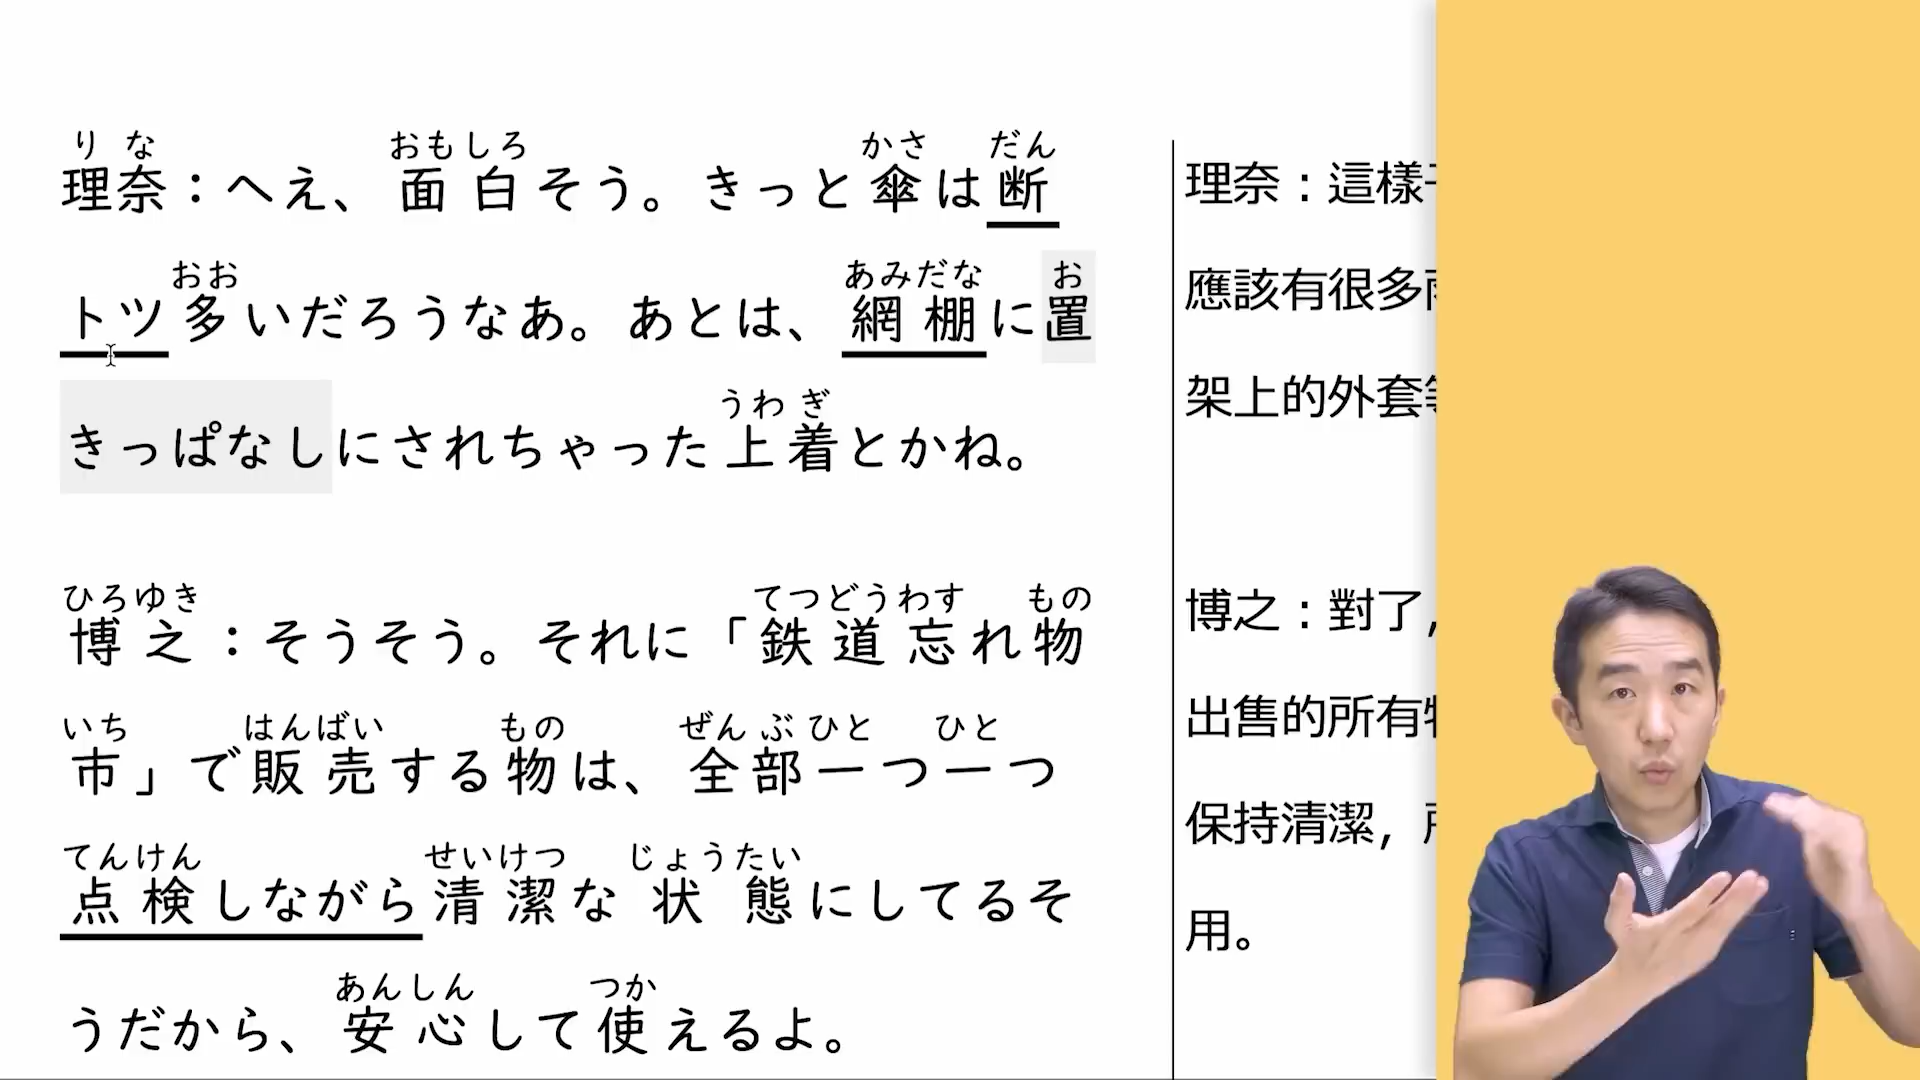 り な おもしろ かさ だん
理奈：へえ、面白そう。きっと傘は断
おお あみだな お
トツ多いだろうなあ。あとは、網棚に置
うわ ぎ
きっぱなしにされちゃった上着とかね。
ひろゆき てつどうわす もの
博之：そうそう。それに「鉄道忘れ物
いち はんばい もの ぜん ぶ ひと ひと
市」で販売する物は、全部一つ一つ
てんけん せいけつ じょうたい
点検しながら清潔な状態にしてるそ
あんしん つか
うだから、安心して使えるよ。
理奈：這樣
應該有很多
架上的外套
博之：對了，
出售的所有
保持清潔，
用。